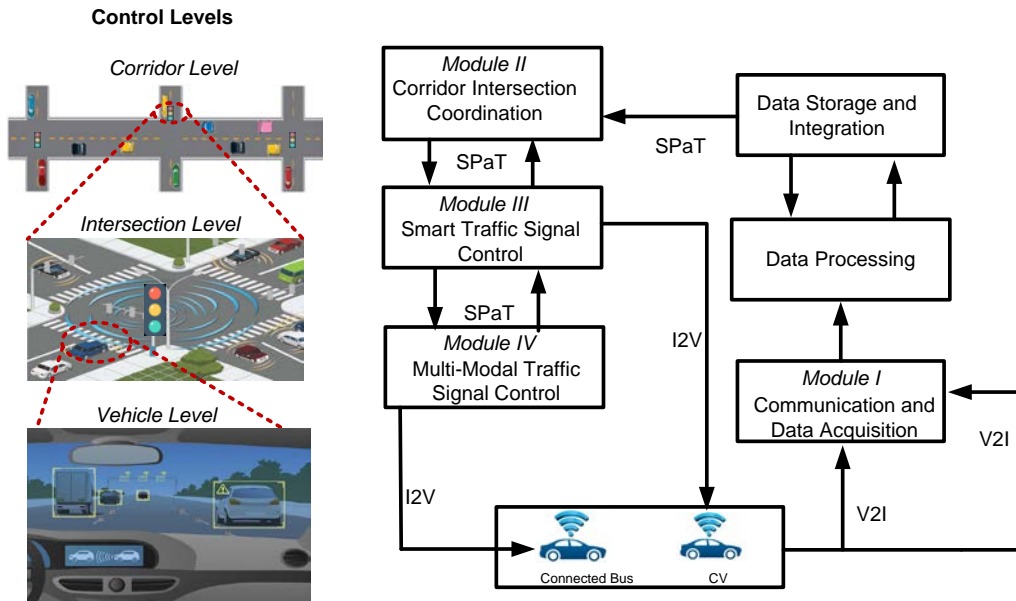 Control Levels
Corridor Level
Intersection Level
Vehicle Level
Module II
Corridor Intersection
Coordination
SPaT
Module III
Smart Traffic Signal
Control
SPaT
Module IV
Multi-Modal Traffic
Signal Control
I2V
I2V
Data Storage and
Integration
SPaT
Data Processing
Module I
Communication and
Data Acquisition
V2I
V2I
Connected Bus
CV